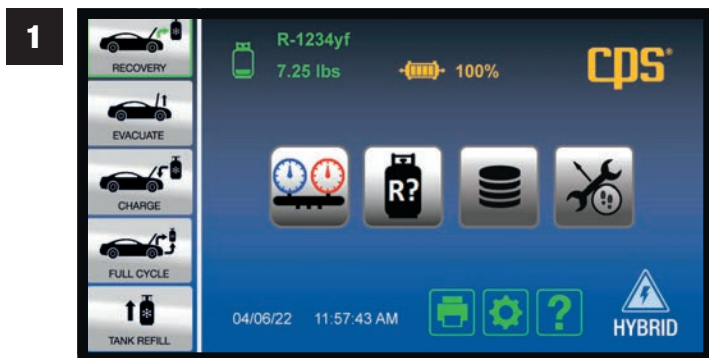 1
RECOVERY
EVACUATE
CHARGE
FULL CYCLE
TANK REFILL
R-1234yf
7.25 lbs
100%
cps®
R?
04/06/22 11:57:43 AM
?
HYBRID